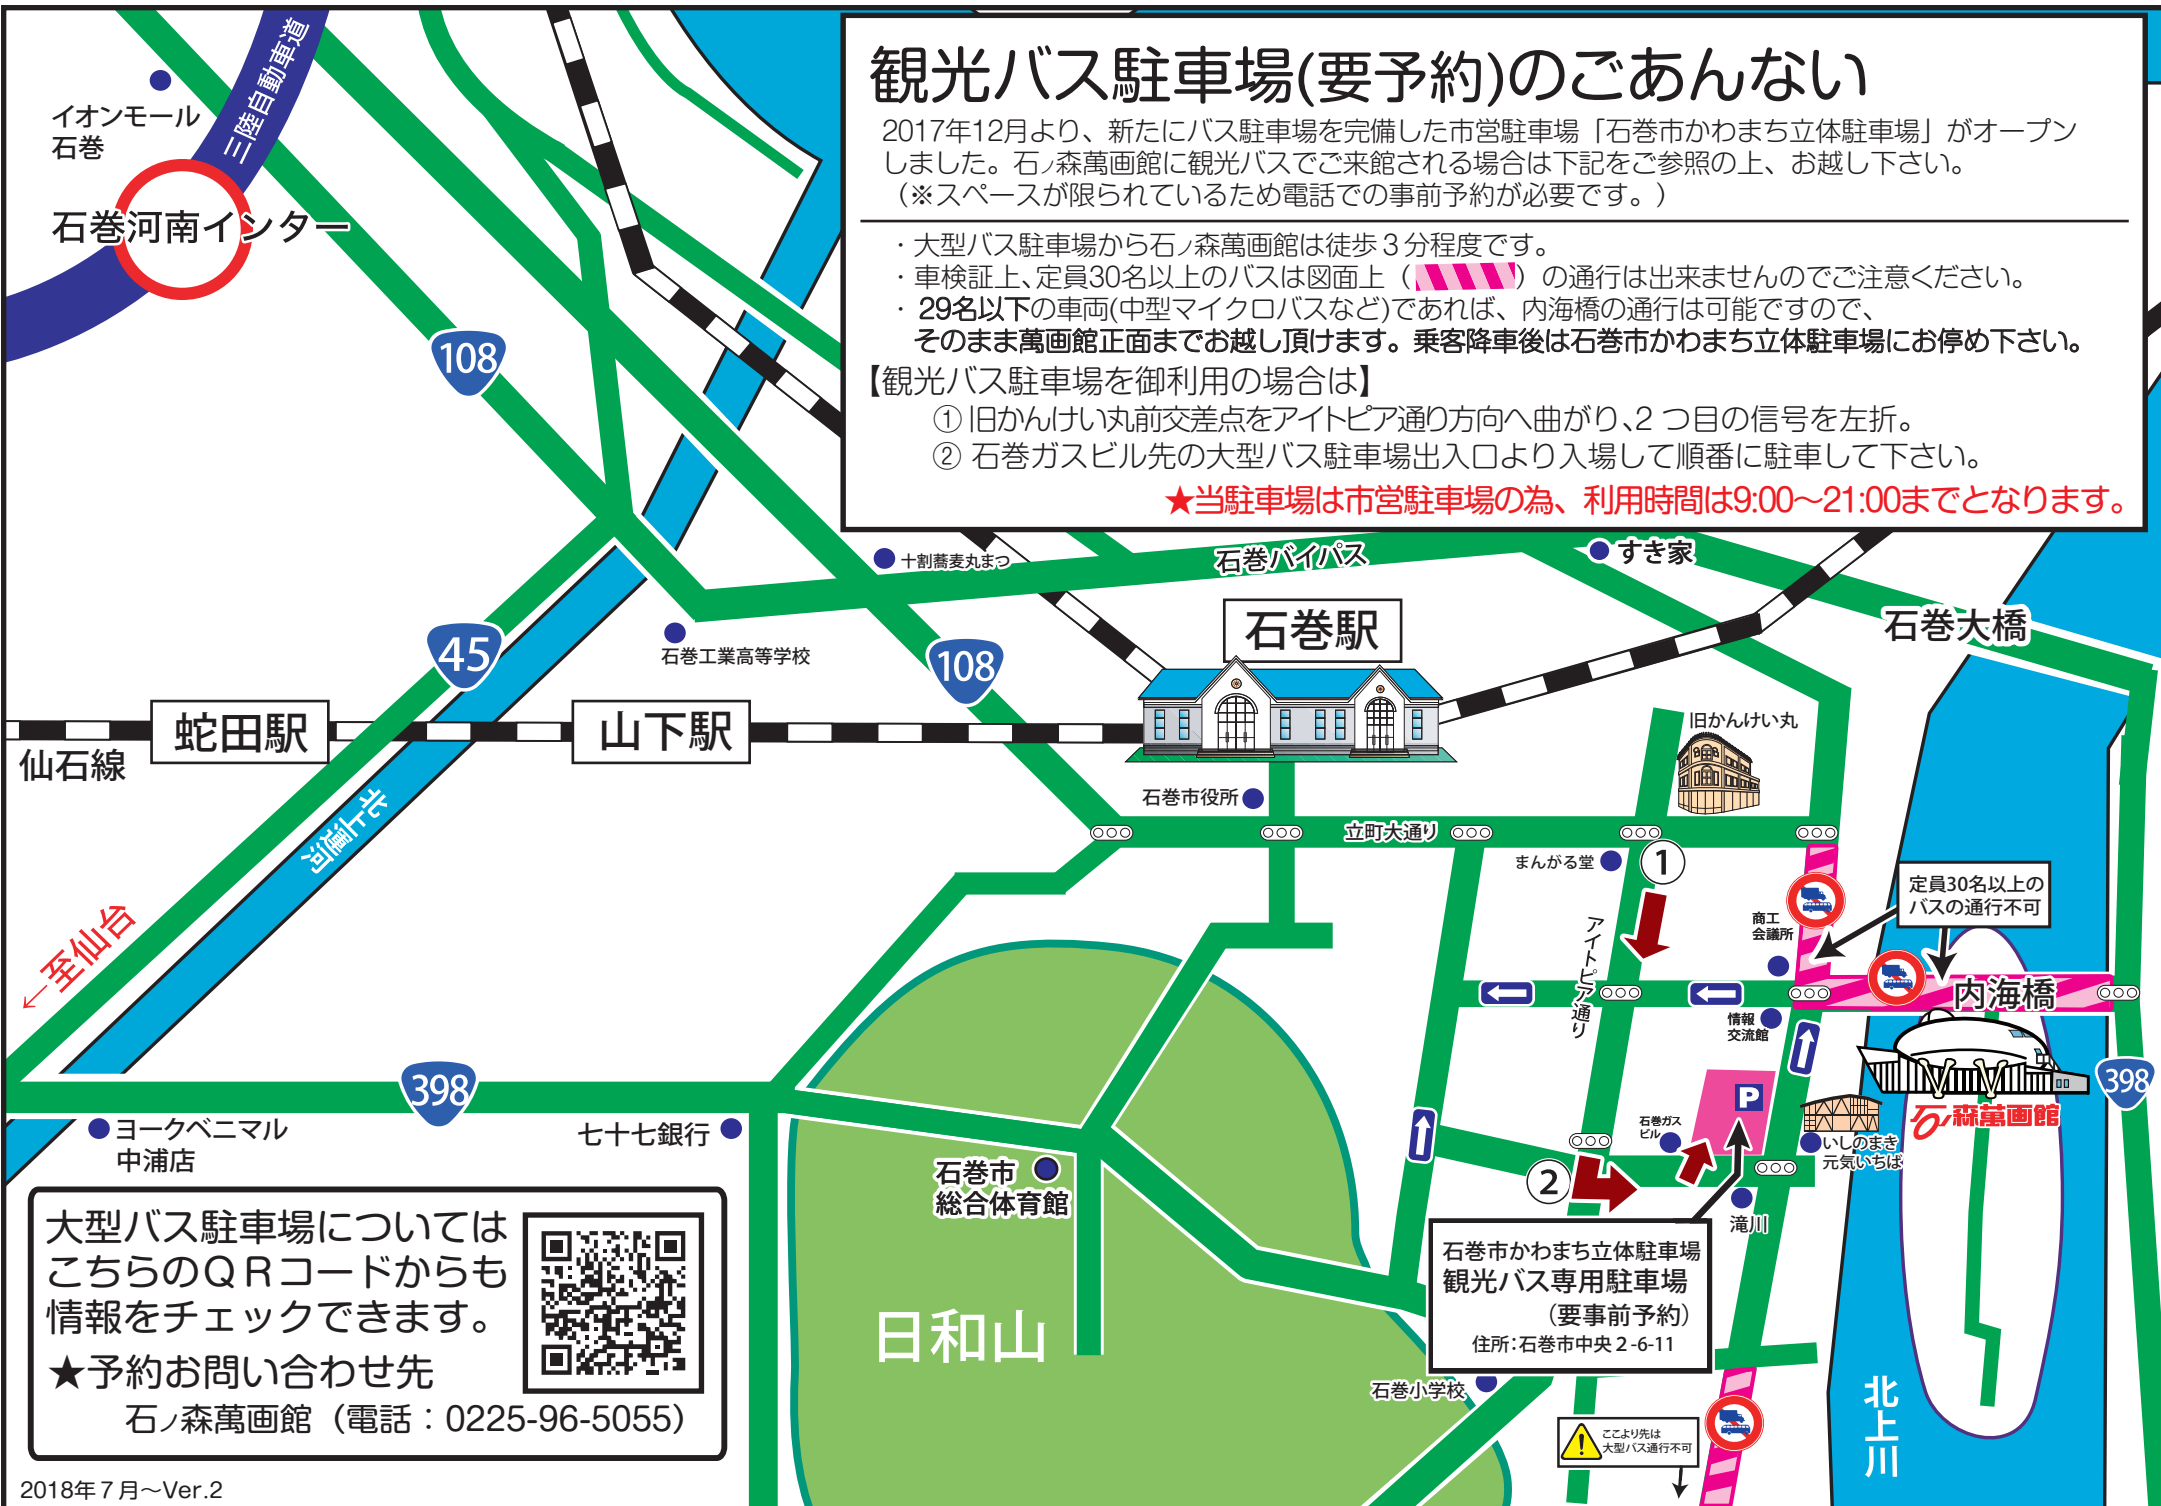 観光バス駐車場(要予約)のごあんない
2017年12月より、新たにバス駐車場を完備した市営駐車場「石巻市かわまち立体駐車場」がオープン
しました。石ノ森萬画館に観光バスでご来館される場合は下記をご参照の上、お越し下さい。
（※スペースが限られているため電話での事前予約が必要です。）
・大型バス駐車場から石ノ森萬画館は徒歩３分程度です。
・車検証上、定員30名以上のバスは図面上（ ）の通行は出来ませんのでご注意ください。
・29名以下の車両(中型マイクロバスなど)であれば、内海橋の通行は可能ですので、
そのまま萬画館正面までお越し頂けます。乗客降車後は石巻市かわまち立体駐車場にお停め下さい。
【観光バス駐車場を御利用の場合は】
① 旧かんけい丸前交差点をアイトピア通り方向へ曲がり、２つ目の信号を左折。
② 石巻ガスビル先の大型バス駐車場出入口より入場して順番に駐車して下さい。
★当駐車場は市営駐車場の為、利用時間は9:00～21:00までとなります。
三陸自動車道
イオンモール
石巻
石巻河南インター
108
十割蕎麦丸まつ
石巻バイパス
すき家
石巻大橋
石巻駅
45
石巻工業高等学校
108
蛇田駅
山下駅
仙石線
旧かんけい丸
石巻市役所
立町大通り
北上運河
まんがる堂
1
定員30名以上の
バスの通行不可
商工
会議所
アイトピア通り
←至仙台
内海橋
情報
交流館
398
398
P
石ノ森萬画館
石巻ガス
ビル
いしのまき
元気いちば
ヨークベニマル
中浦店
七十七銀行
石巻市
総合体育館
2
滝川
石巻市かわまち立体駐車場
観光バス専用駐車場
（要事前予約）
住所：石巻市中央２-6-11
日和山
石巻小学校
ここより先は
大型バス通行不可
北上川
大型バス駐車場については
こちらのＱＲコードからも
情報をチェックできます。
★予約お問い合わせ先
石ノ森萬画館（電話：0225-96-5055）
2018年７月～Ver.2